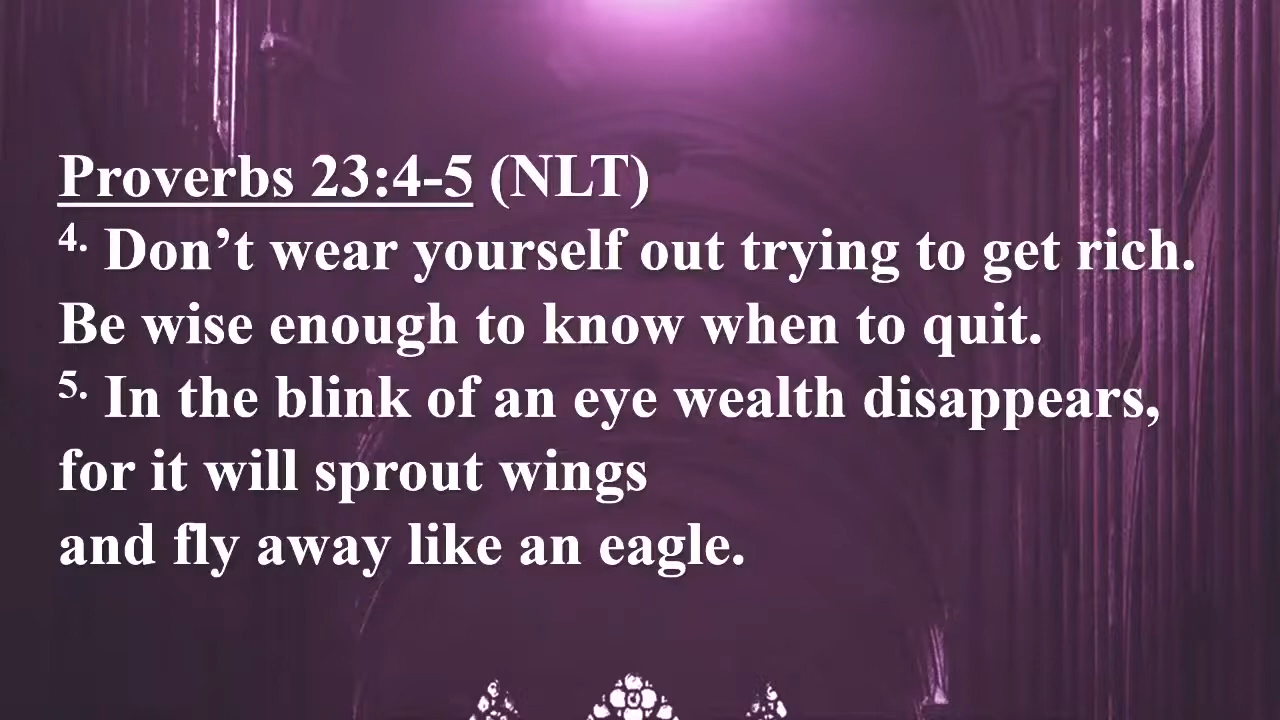 Proverbs 23:4-5 (NLT)
4. Don’t wear yourself out trying to get rich.
Be wise enough to know when to quit.
5. In the blink of an eye wealth disappears,
for it will sprout wings
and fly away like an eagle.